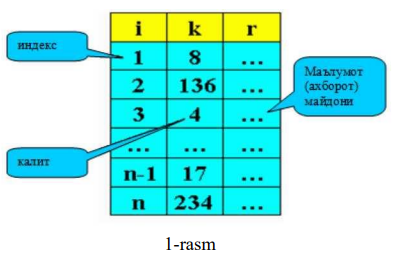 i k r
индекс
1 8 ...
2 136 ...
Маълумот
(ахборот)
майдони
3 4 ...
... ... ...
калит
n-1 17 ...
n 234 ...
1-rasm